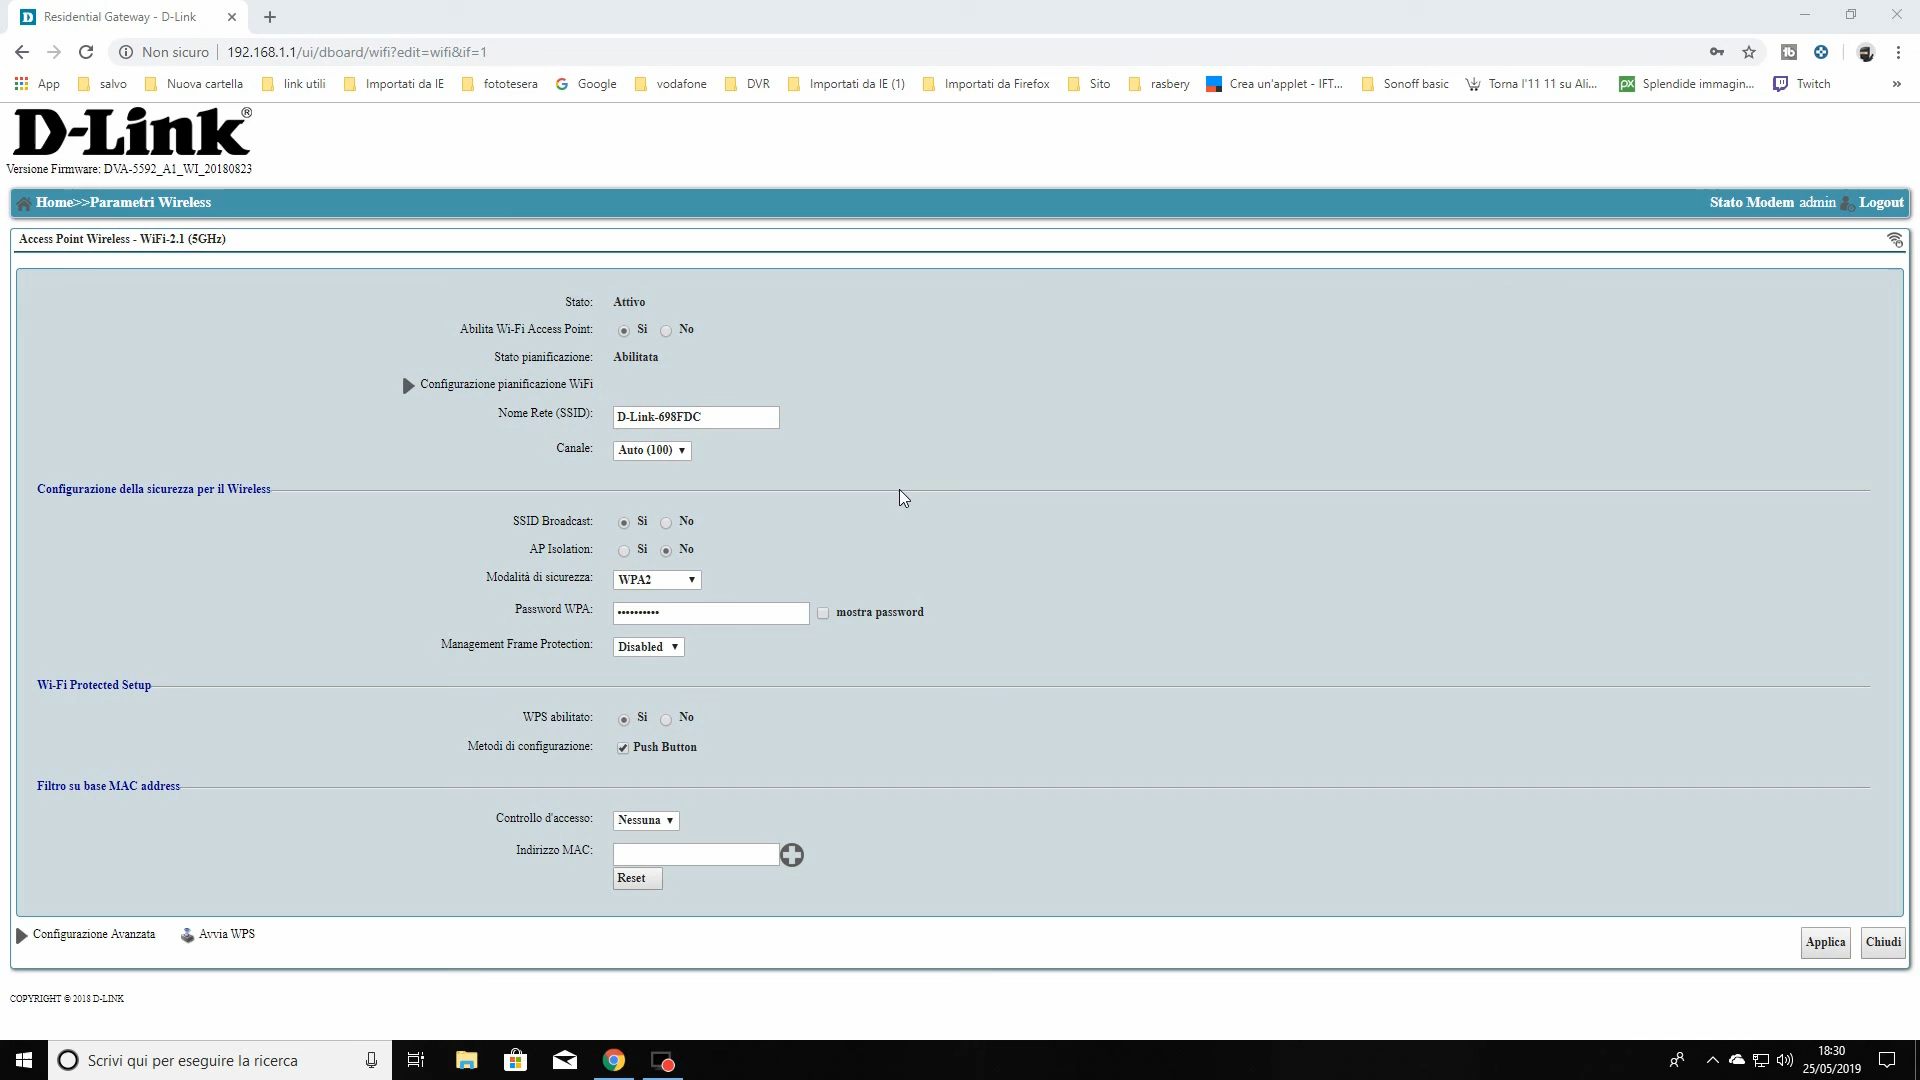 Residential Gateway - D-Link
Non sicuro | 192.168.1.1/ui/dboard/wifi?edit=wifi&if=1
App salvo Nuova cartella link utili Importati da IE fototesera Google vodafone DVR Importati da IE (1) Importati da Firefox Sito rasbery Crea un'applet - IFT... Sonoff basic Torna l'11 11 su Ali... Splendide immagin... Twitch »
D-Link®
Versione Firmware: DVA-5592_A1_WI_20180823
Home>>Parametri Wireless Stato Modem admin Logout
Access Point Wireless - WiFi-2.1 (5GHz)
Stato: Attivo
Abilita Wi-Fi Access Point: Si No
Stato pianificazione: Abilitata
Configurazione pianificazione WiFi
Nome Rete (SSID): D-Link-698FDC
Canale: Auto (100)
Configurazione della sicurezza per il Wireless
SSID Broadcast: Si No
AP Isolation: Si No
Modalità di sicurezza: WPA2
Password WPA: •••••••••• mostra password
Management Frame Protection: Disabled
Wi-Fi Protected Setup
WPS abilitato: Si No
Metodi di configurazione: Push Button
Filtro su base MAC address
Controllo d'accesso: Nessuna
Indirizzo MAC:
Reset
Configurazione Avanzata Avvia WPS Applica Chiudi
COPYRIGHT © 2018 D-LINK
Scrivi qui per eseguire la ricerca
18:30
25/05/2019